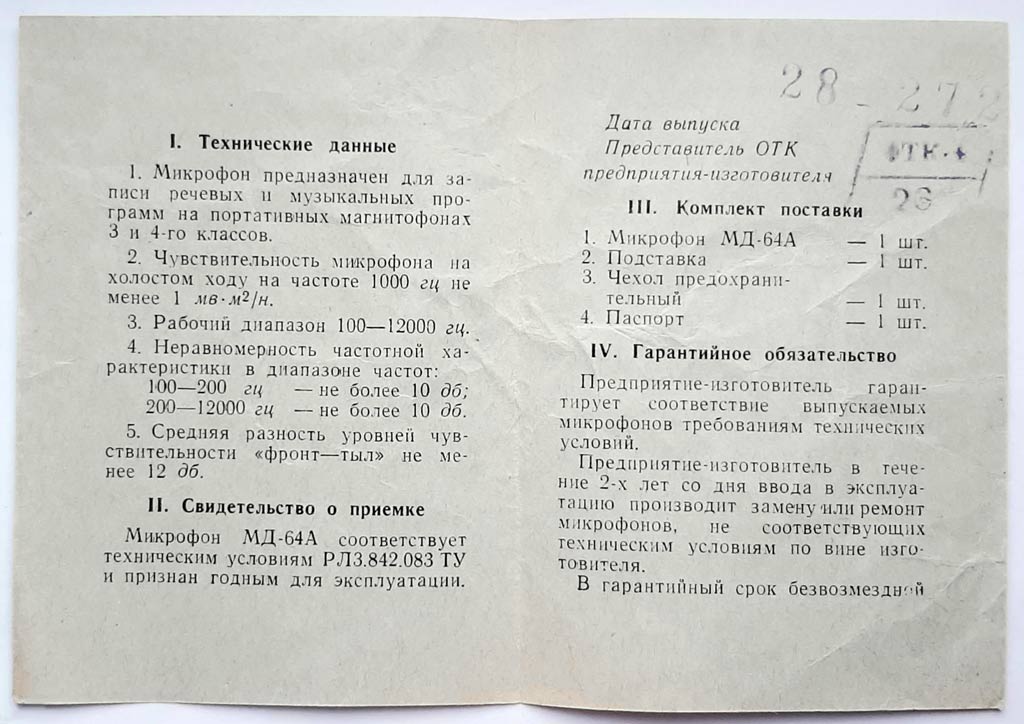 I. Технические данные
1. Микрофон предназначен для за-
писи речевых и музыкальных про-
грамм на портативных магнитофонах
3 и 4-го классов.
2. Чувствительность микрофона на
холостом ходу на частоте 1000 гц не
менее 1 мв·м²/н.
3. Рабочий диапазон 100—12000 гц.
4. Неравномерность частотной ха-
рактеристики в диапазоне частот:
100—200 гц — не более 10 дб;
200—12000 гц — не более 10 дб.
5. Средняя разность уровней чув-
ствительности «фронт—тыл» не ме-
нее 12 дб.
II. Свидетельство о приемке
Микрофон МД-64А соответствует
техническим условиям РЛ3.842.083 ТУ
и признан годным для эксплуатации.
28-272
Дата выпуска
Представитель ОТК
предприятия-изготовителя
ОТК·4
26
III. Комплект поставки
1. Микрофон МД-64А — 1 шт.
2. Подставка — 1 шт.
3. Чехол предохрани-
тельный — 1 шт.
4. Паспорт — 1 шт.
IV. Гарантийное обязательство
Предприятие-изготовитель гаран-
тирует соответствие выпускаемых
микрофонов требованиям технических
условий.
Предприятие-изготовитель в тече-
ние 2-х лет со дня ввода в эксплуа-
тацию производит замену или ремонт
микрофонов, не соответствующих
техническим условиям по вине изго-
товителя.
В гарантийный срок безвозмездной